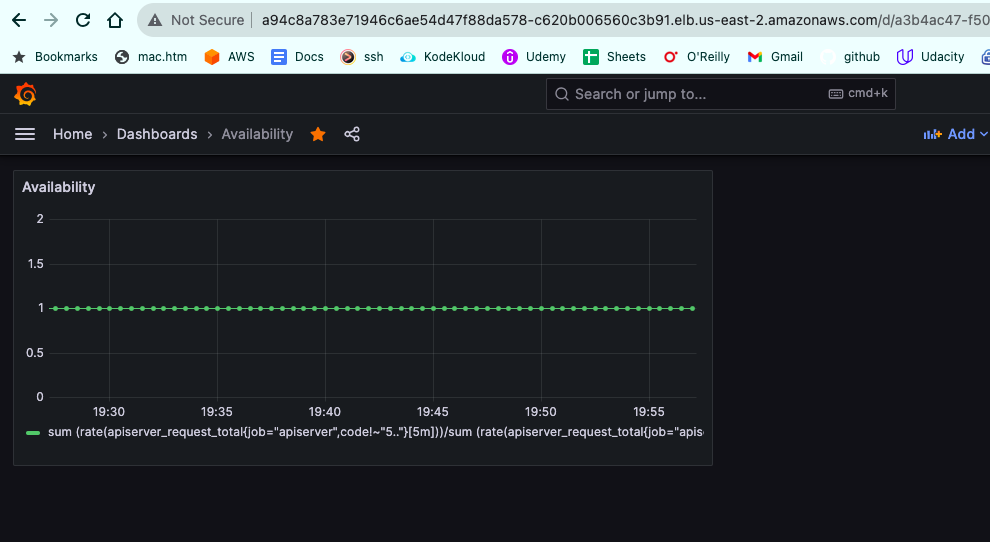 Not Secure | a94c8a783e71946c6ae54d47f88da578-c620b006560c3b91.elb.us-east-2.amazonaws.com/d/a3b4ac47-f50
Bookmarks mac.htm AWS Docs ssh KodeKloud Udemy Sheets O'Reilly Gmail github Udacity
Search or jump to... cmd+k
Home > Dashboards > Availability Add
Availability
2
1.5
1
0.5
0
19:30 19:35 19:40 19:45 19:50 19:55
sum (rate(apiserver_request_total{job="apiserver",code!~"5.."}[5m]))/sum (rate(apiserver_request_total{job="apis